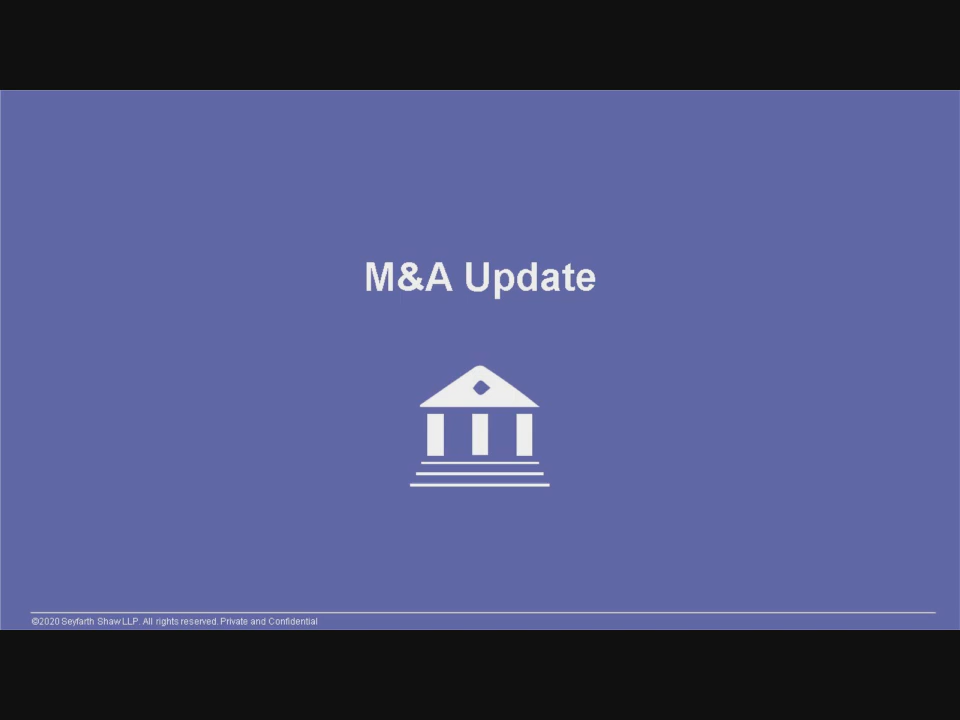 M&A Update
©2020 Seyfarth Shaw LLP. All rights reserved. Private and Confidential